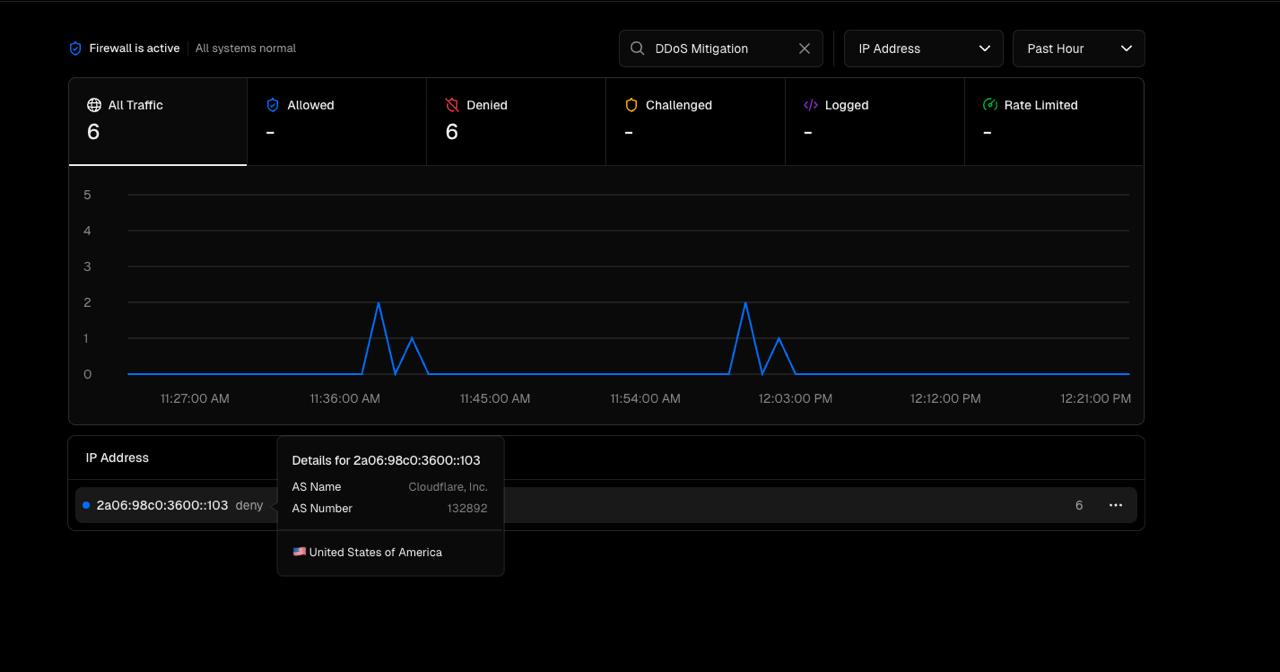 Firewall is active All systems normal DDoS Mitigation IP Address Past Hour
All Traffic Allowed Denied Challenged Logged Rate Limited
6 - 6 - - -
5
4
3
2
1
0
11:27:00 AM 11:36:00 AM 11:45:00 AM 11:54:00 AM 12:03:00 PM 12:12:00 PM 12:21:00 PM
IP Address
2a06:98c0:3600::103 deny 6
Details for 2a06:98c0:3600::103
AS Name Cloudflare, Inc.
AS Number 132892
United States of America